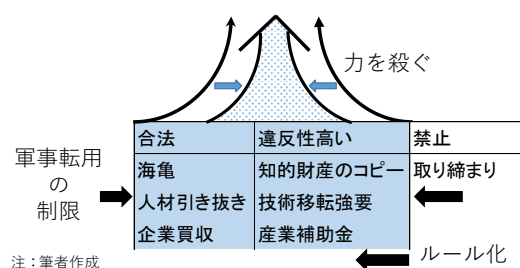 力を殺ぐ
合法 違反性高い 禁止
軍事転用
の
制限
海亀 知的財産のコピー 取り締まり
人材引き抜き 技術移転強要
企業買収 産業補助金
ルール化
注：筆者作成